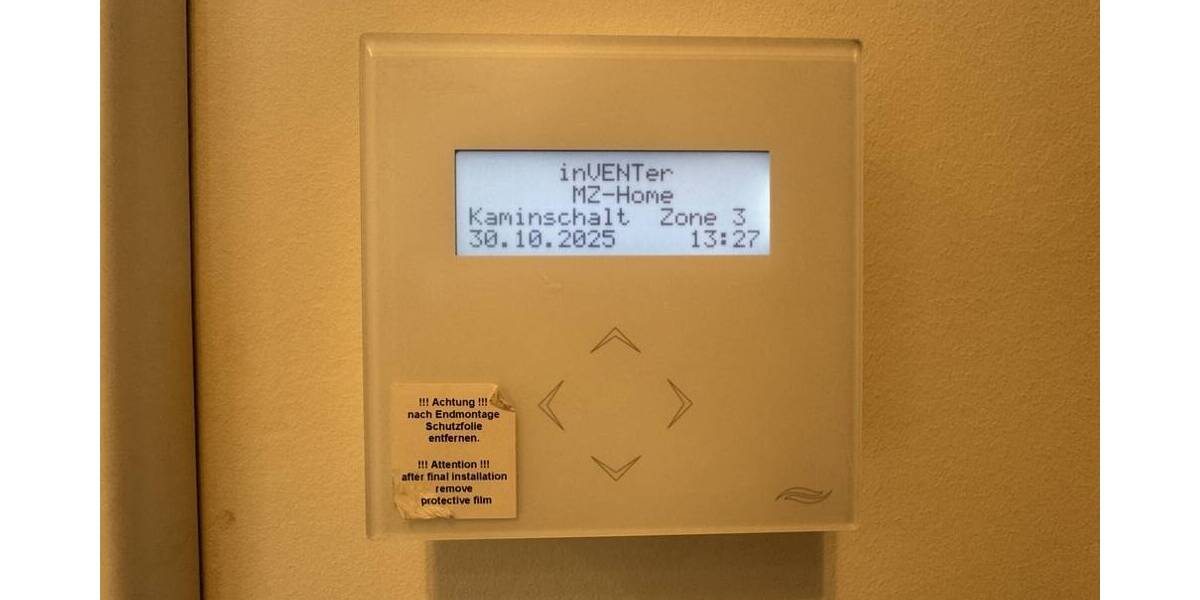 inVENTer
MZ-Home
Kaminschalt Zone 3
30.10.2025 13:27
!!! Achtung !!!
nach Endmontage
Schutzfolie
entfernen.
!!! Attention !!!
after final installation
remove
protective film